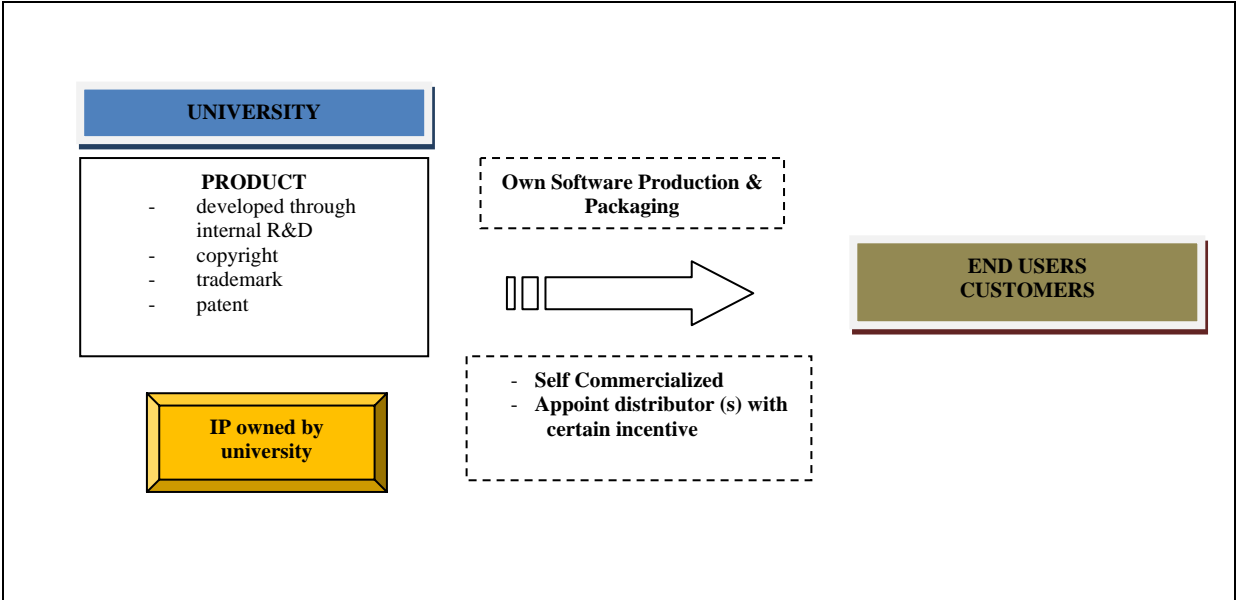 UNIVERSITY
PRODUCT
- developed through
internal R&D
- copyright
- trademark
- patent
IP owned by
university
Own Software Production &
Packaging
- Self Commercialized
- Appoint distributor (s) with
certain incentive
END USERS
CUSTOMERS